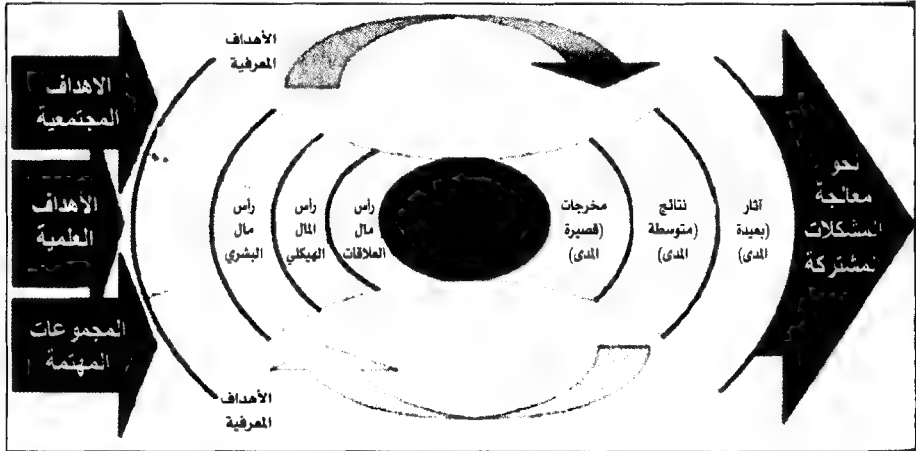 الأهداف
المعرفية
الاهداف
المجتمعية
الأهداف
العلمية
المجموعات
المهتمة
رأس
مال
البشري
رأس
المال
الهيكلي
رأس
مال
العلاقات
مخرجات
(قصيرة
المدى)
نتائج
(متوسطة
المدى)
آثار
(بعيدة
المدى)
نحو
معالجة
المشكلات
المشتركة
الأهداف
المعرفية